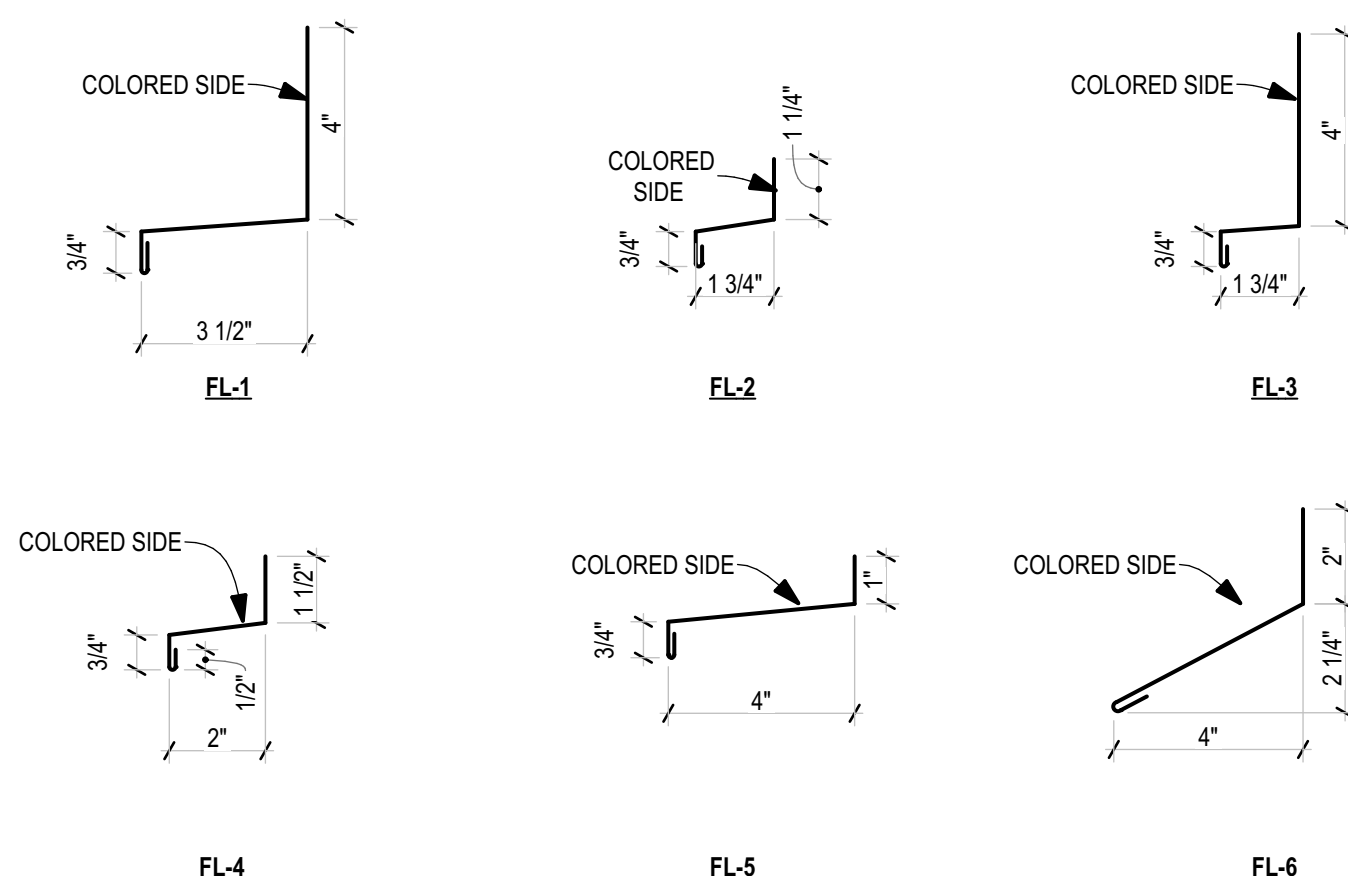 COLORED SIDE
4"
3/4"
3 1/2"
FL-1
COLORED
SIDE
1 1/4"
3/4"
1 3/4"
FL-2
COLORED SIDE
4"
3/4"
1 3/4"
FL-3
COLORED SIDE
1 1/2"
3/4"
1/2"
2"
FL-4
COLORED SIDE
1"
3/4"
4"
FL-5
COLORED SIDE
2"
2 1/4"
4"
FL-6